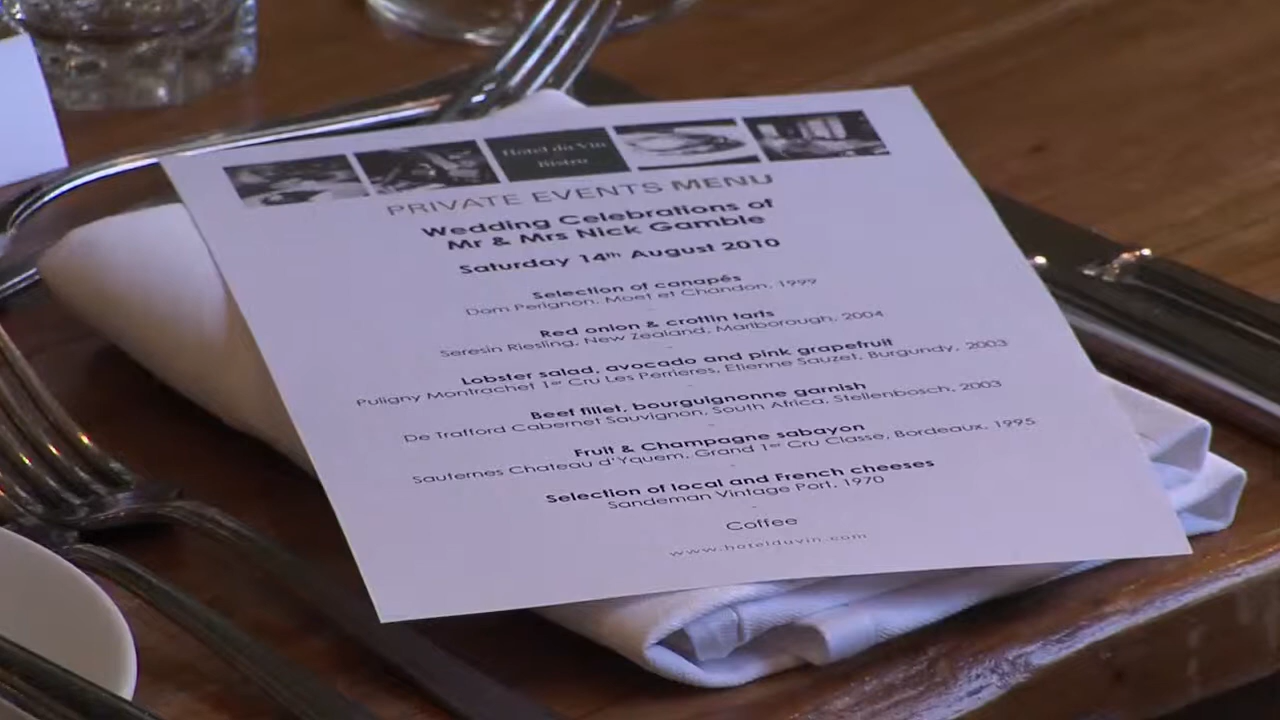 Hotel du Vin
Bistro
PRIVATE EVENTS MENU
Wedding Celebrations of
Mr & Mrs Nick Gamble
Saturday 14th August 2010
Selection of canapés
Dom Perignon, Moet et Chandon, 1999
Red onion & crottin tarts
Seresin Riesling, New Zealand, Marlborough, 2004
-
Lobster salad, avocado and pink grapefruit
Puligny Montrachet 1er Cru Les Perrieres, Etienne Sauzet, Burgundy, 2003
-
Beef fillet, bourguignonne garnish
De Trafford Cabernet Sauvignon, South Africa, Stellenbosch, 2003
-
Fruit & Champagne sabayon
Sauternes Chateau d'Yquem, Grand 1er Cru Classe, Bordeaux, 1995
-
Selection of local and French cheeses
Sandeman Vintage Port, 1970
-
Coffee
www.hotelduvin.com